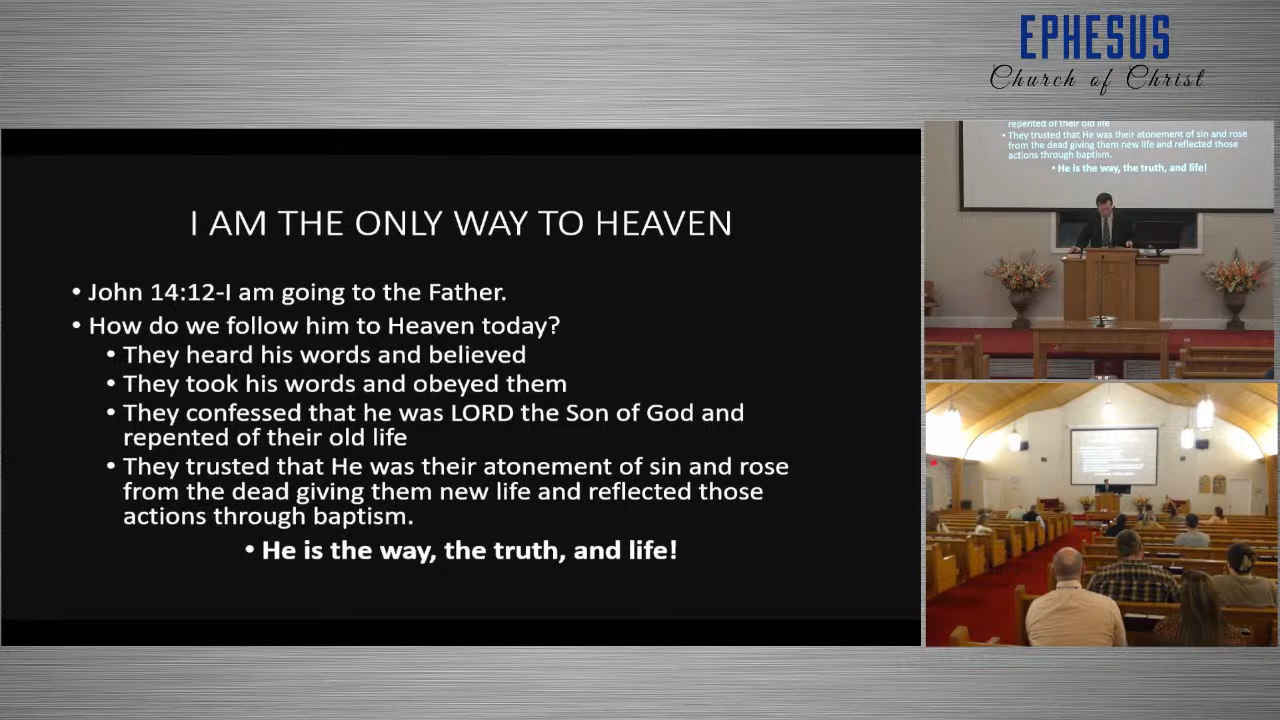 EPHESUS
Church of Christ
I AM THE ONLY WAY TO HEAVEN
• John 14:12-I am going to the Father.
• How do we follow him to Heaven today?
• They heard his words and believed
• They took his words and obeyed them
• They confessed that he was LORD the Son of God and
repented of their old life
• They trusted that He was their atonement of sin and rose
from the dead giving them new life and reflected those
actions through baptism.
• He is the way, the truth, and life!
repented of their old life
• They trusted that He was their atonement of sin and rose
from the dead giving them new life and reflected those
actions through baptism.
• He is the way, the truth, and life!